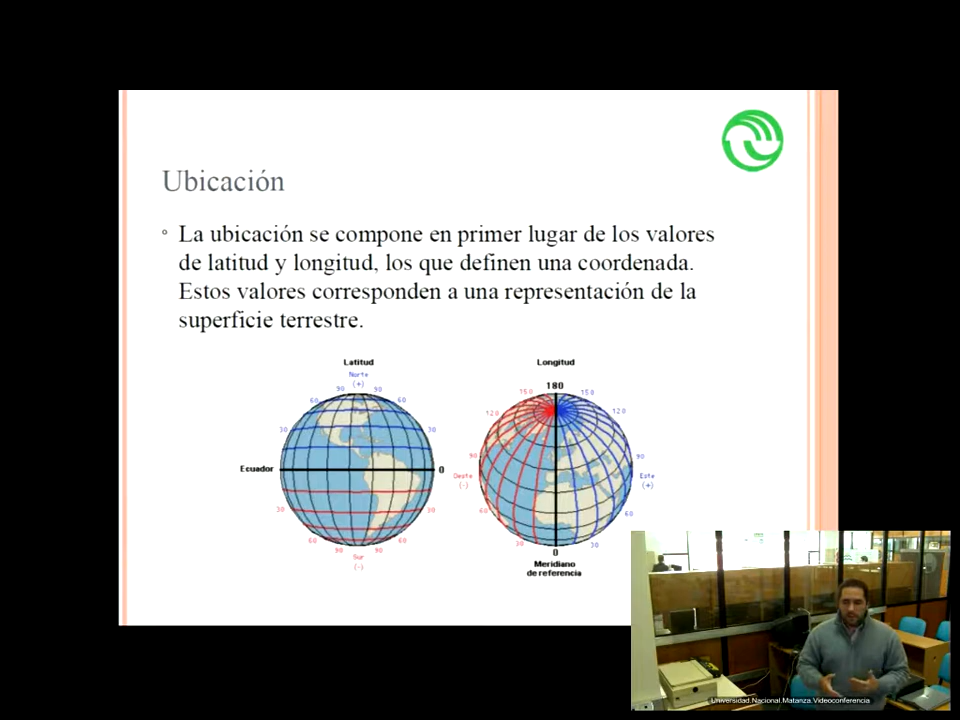 Ubicación
° La ubicación se compone en primer lugar de los valores
de latitud y longitud, los que definen una coordenada.
Estos valores corresponden a una representación de la
superficie terrestre.
Latitud
Norte
(+)
90 90
60 60
30 30
Ecuador 0
30 30
60 60
90 90
Sur
(-)
Longitud
180
150 150
120 120
90 90
Oeste Este
(-) (+)
60 60
30 30
0
Meridiano
de referencia
Universidad.Nacional.Matanza.Videoconferencia